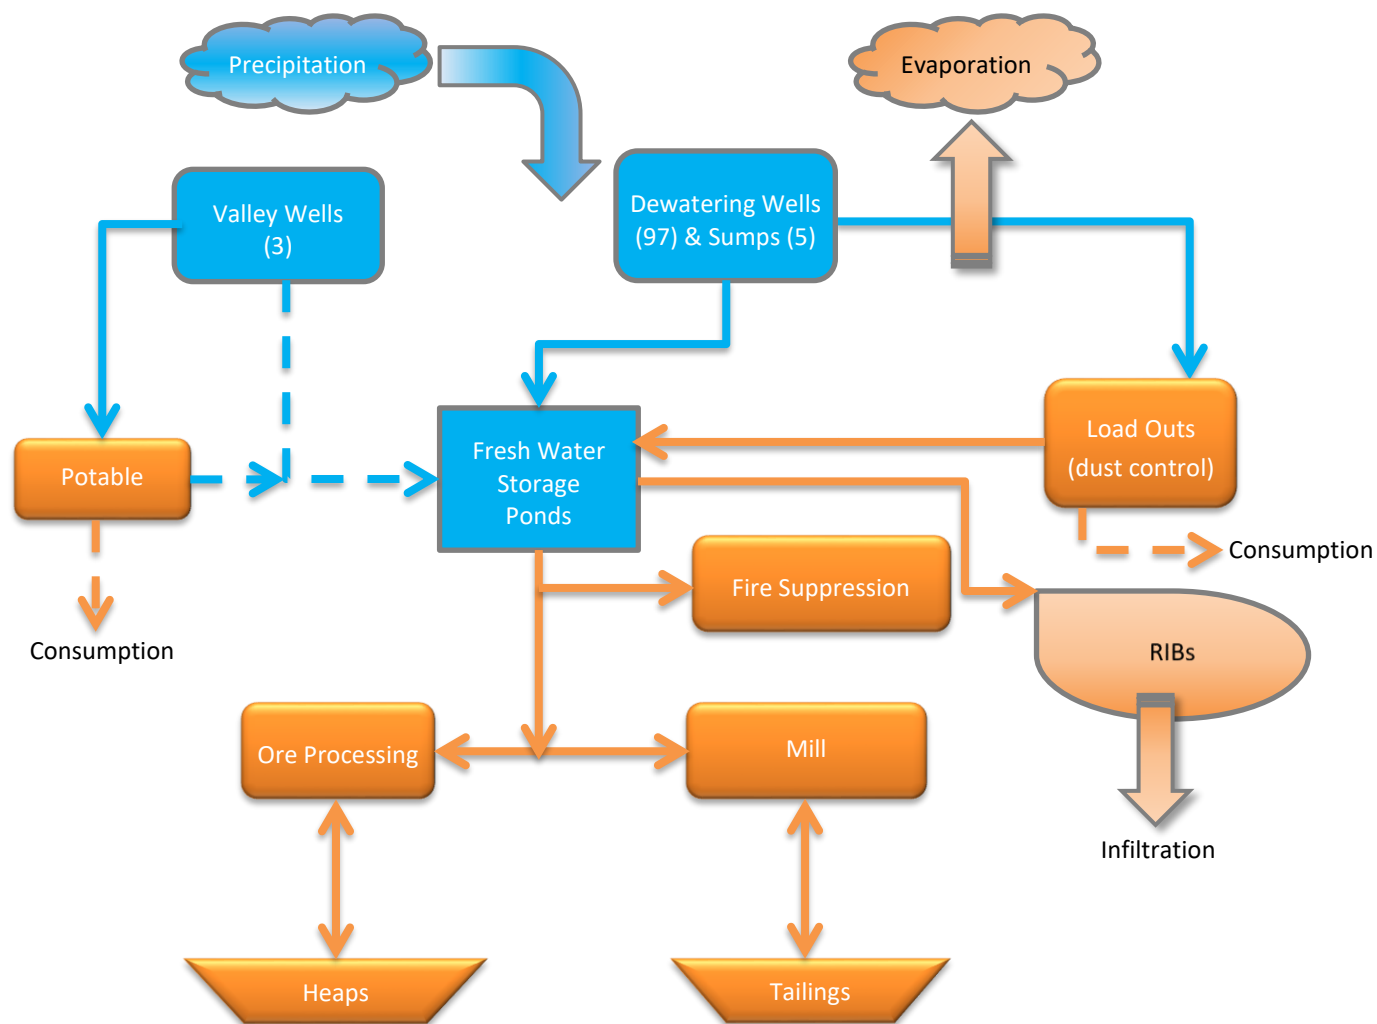 Precipitation
Evaporation
Valley Wells
(3)
Dewatering Wells
(97) & Sumps (5)
Load Outs
(dust control)
Potable
Fresh Water
Storage
Ponds
Consumption
Fire Suppression
Consumption
RIBs
Ore Processing
Mill
Infiltration
Heaps
Tailings